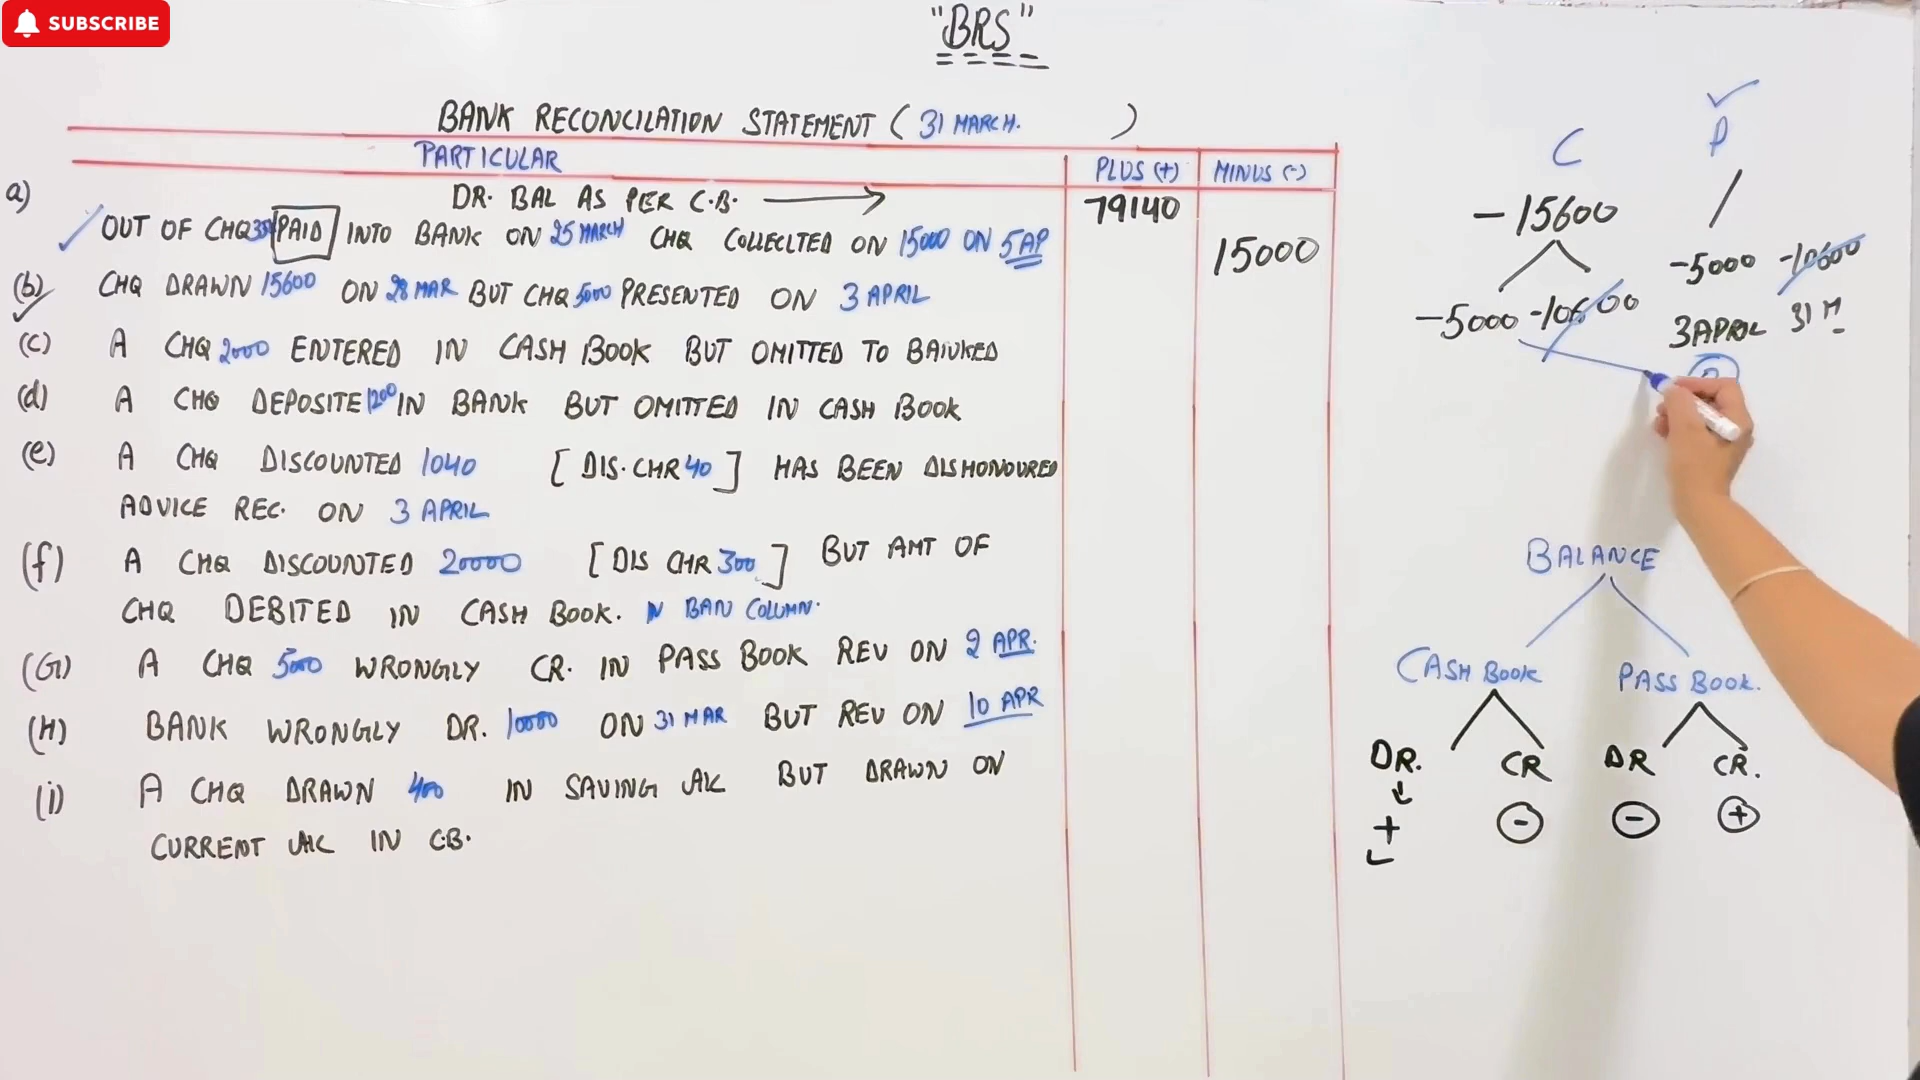 SUBSCRIBE
"BRS"
BANK RECONCILATION STATEMENT ( 31 MARCH. )
PARTICULAR PLUS (+) MINUS (-)
a) DR. BAL AS PER C.B. → 79140
OUT OF CHQ PAID INTO BANK ON 25 MARCH CHQ COLLECLTED ON 15000 ON 5 AP 15000
(b) CHQ DRAWN 15600 ON 28 MAR BUT CHQ 5000 PRESENTED ON 3 APRIL
(c) A CHQ 2000 ENTERED IN CASH BOOK BUT OMITTED TO BANKED
(d) A CHQ DEPOSITE 1200 IN BANK BUT OMITTED IN CASH BOOK
(e) A CHQ DISCOUNTED 1040 [ DIS. CHR 40 ] HAS BEEN DISHONOURED
ADVICE REC. ON 3 APRIL
(f) A CHQ DISCOUNTED 20000 [ DIS CHR 300 ] BUT AMT OF
CHQ DEBITED IN CASH BOOK. IN BAN COLUMN.
(G) A CHQ 5000 WRONGLY CR. IN PASS BOOK REV ON 2 APR.
(H) BANK WRONGLY DR. 10000 ON 31 MAR BUT REV ON 10 APR
(i) A CHQ DRAWN 400 IN SAVING A/C BUT DRAWN ON
CURRENT A/C IN C.B.
C P
-15600
-5000 -10600
-5000 -10600
3 APRIL 31 M
BALANCE
CASH BOOK PASS BOOK.
DR. CR DR CR.
+ - - +